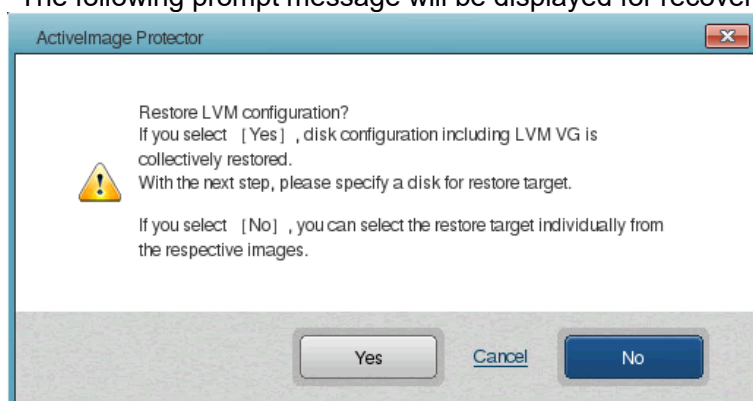 The following prompt message will be displayed for recover
ActiveImage Protector
Restore LVM configuration?
If you select [Yes] , disk configuration including LVM VG is
collectively restored.
With the next step, please specify a disk for restore target.
If you select [No] , you can select the restore target individually from
the respective images.
Yes Cancel No